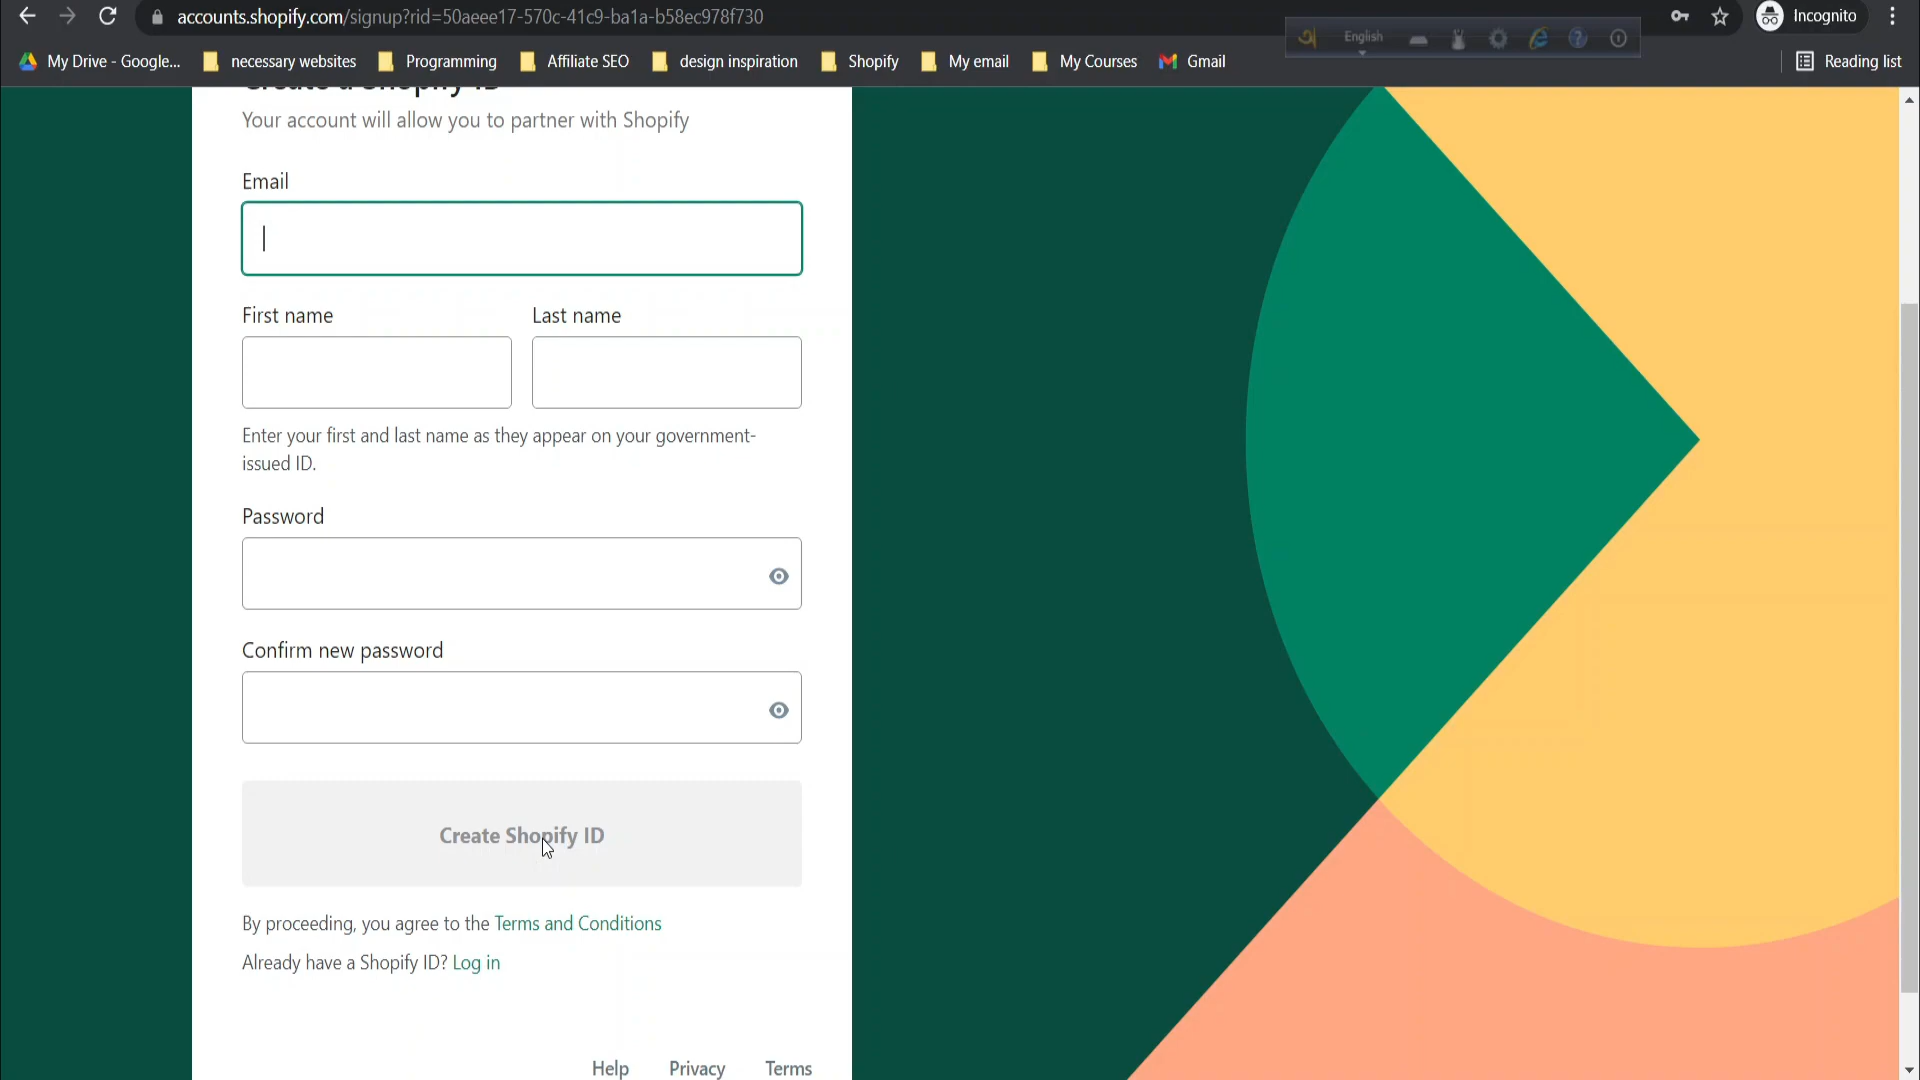 accounts.shopify.com/signup?rid=50aeee17-570c-41c9-ba1a-b58ec978f730
Incognito
অ English
My Drive - Google...
necessary websites
Programming
Affiliate SEO
design inspiration
Shopify
My email
My Courses
Gmail
Reading list
Create a Shopify ID
Your account will allow you to partner with Shopify
Email
First name
Last name
Enter your first and last name as they appear on your government-
issued ID.
Password
Confirm new password
Create Shopify ID
By proceeding, you agree to the Terms and Conditions
Already have a Shopify ID? Log in
Help
Privacy
Terms